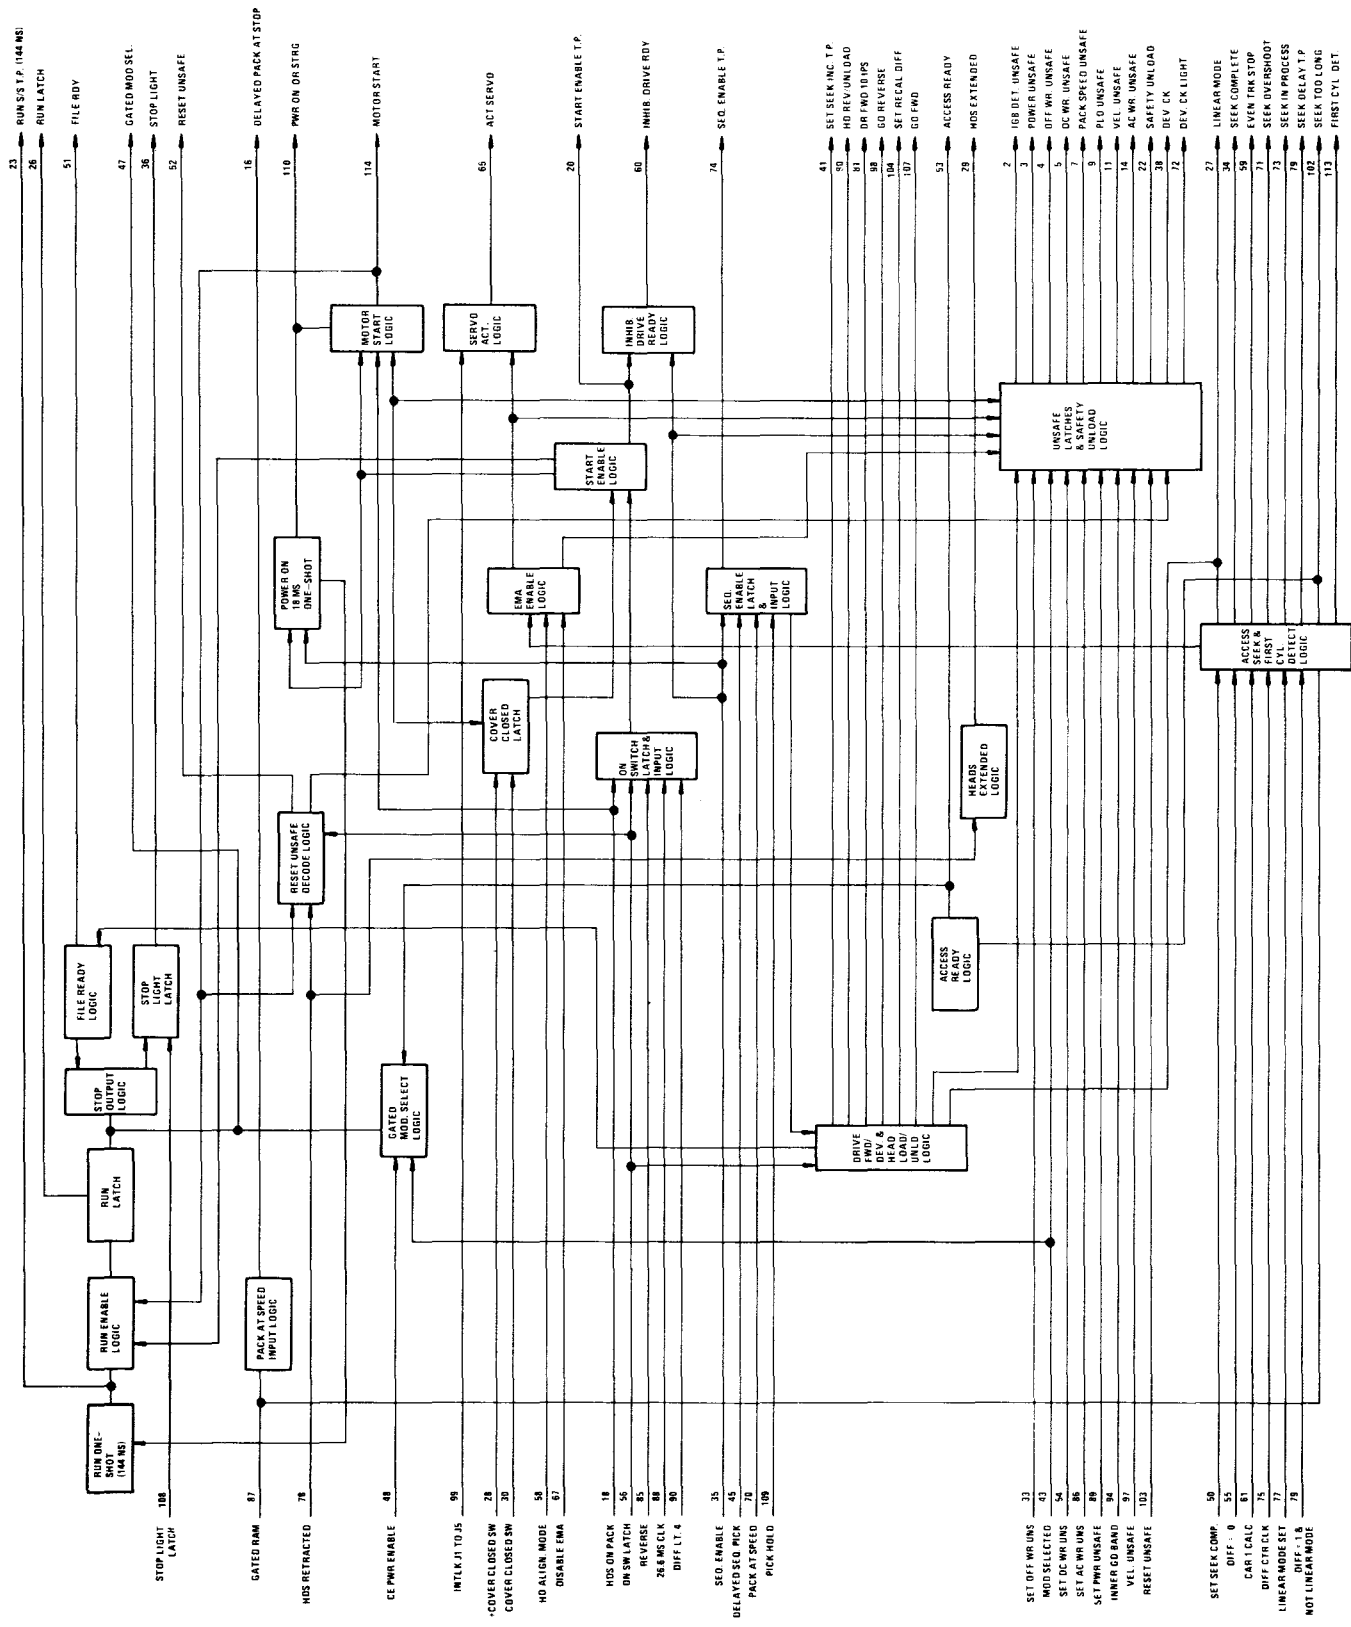 23 RUN S/S T.P. (144 NS)
26 RUN LATCH
51 FILE RDY
47 GATED MOD SEL.
36 STOP LIGHT
52 RESET UNSAFE
16 DELAYED PACK AT STOP
110 PWR ON OR STRG
114 MOTOR START
65 ACT SERVO
20 START ENABLE T.P.
60 INHIB. DRIVE RDY
74 SEQ. ENABLE T.P.
41 SET SEEK INC. T.P.
90 HD REV/UNLOAD
81 DR FWD 10 IPS
98 GO REVERSE
104 SET RECAL DIFF
107 GO FWD
53 ACCESS READY
29 HDS EXTENDED
2 IGB DET. UNSAFE
3 POWER UNSAFE
4 OFF WR. UNSAFE
5 DC WR. UNSAFE
7 PACK SPEED UNSAFE
9 PLO UNSAFE
11 VEL UNSAFE
14 AC WR UNSAFE
22 SAFETY UNLOAD
38 DEV CK
72 DEV. CK LIGHT
27 LINEAR MODE
34 SEEK COMPLETE
59 EVEN TRK STOP
71 SEEK OVERSHOOT
73 SEEK IN PROCESS
79 SEEK DELAY T.P
102 SEEK TOO LONG
113 FIRST CYL. DET.
MOTOR
START
LOGIC
SERVO
ACT.
LOGIC
INHIB.
DRIVE
READY
LOGIC
UNSAFE
LATCHES
& SAFETY
UNLOAD
LOGIC
START
ENABLE
LOGIC
POWER ON
18 MS
ONE-SHOT
EMA
ENABLE
LOGIC
SEQ.
ENABLE
LATCH
&
INPUT
LOGIC
ACCESS
SEEK &
FIRST
CYL.
DETECT
LOGIC
COVER
CLOSED
LATCH
ON
SWITCH
LATCH &
INPUT
LOGIC
HEADS
EXTENDED
LOGIC
RESET UNSAFE
DECODE LOGIC
FILE READY
LOGIC
STOP
LIGHT
LATCH
ACCESS
READY
LOGIC
STOP
OUTPUT
LOGIC
GATED
MOD. SELECT
LOGIC
DRIVE
FWD/
DEV. &
HEAD
LOAD/
UNLD
LOGIC
RUN
LATCH
RUN ENABLE
LOGIC
PACK AT SPEED
INPUT LOGIC
RUN ONE-
SHOT
(144 NS)
STOP LIGHT
LATCH 108
GATED RAM 87
HDS RETRACTED 78
CE PWR ENABLE 48
INTLK J1 TO J5 99
+COVER CLOSED SW 28
COVER CLOSED SW 30
HD ALIGN. MODE 58
DISABLE EMA 67
HDS ON PACK 18
ON SW LATCH 56
REVERSE 85
26.6 MS CLK 88
DIFF LT. 4 90
SEQ. ENABLE 35
DELAYED SEQ. PICK 45
PACK AT SPEED 70
PICK HOLD 109
SET OFF WR UNS 33
MOD SELECTED 43
SET DC WR UNS 54
SET AC WR UNS 86
SET PWR UNSAFE 89
INNER GD BAND 94
VEL. UNSAFE 97
RESET UNSAFE 103
SET SEEK COMP. 50
DIFF = 0 55
CAR 1 CALC 61
DIFF CTR CLK 75
LINEAR MODE SET 77
DIFF = 1 & 79
NOT LINEAR MODE